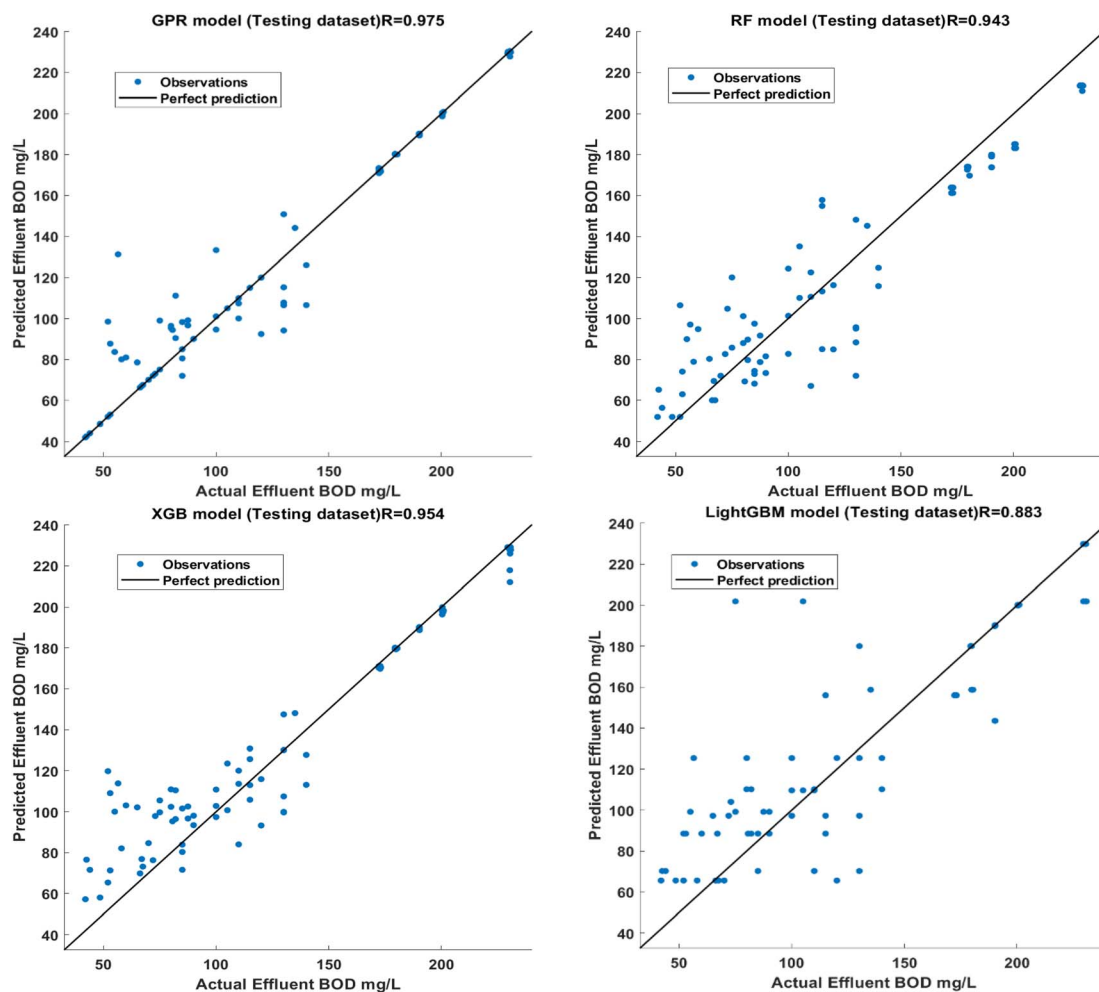 GPR model (Testing dataset)R=0.975
240
220
200
180
160
140
120
100
80
60
40
Predicted Effluent BOD mg/L
Observations
Perfect prediction
50 100 150 200
Actual Effluent BOD mg/L
RF model (Testing dataset)R=0.943
240
220
200
180
160
140
120
100
80
60
40
Predicted Effluent BOD mg/L
Observations
Perfect prediction
50 100 150 200
Actual Effluent BOD mg/L
XGB model (Testing dataset)R=0.954
240
220
200
180
160
140
120
100
80
60
40
Predicted Effluent BOD mg/L
Observations
Perfect prediction
50 100 150 200
Actual Effluent BOD mg/L
LightGBM model (Testing dataset)R=0.883
240
220
200
180
160
140
120
100
80
60
40
Predicted Effluent BOD mg/L
Observations
Perfect prediction
50 100 150 200
Actual Effluent BOD mg/L